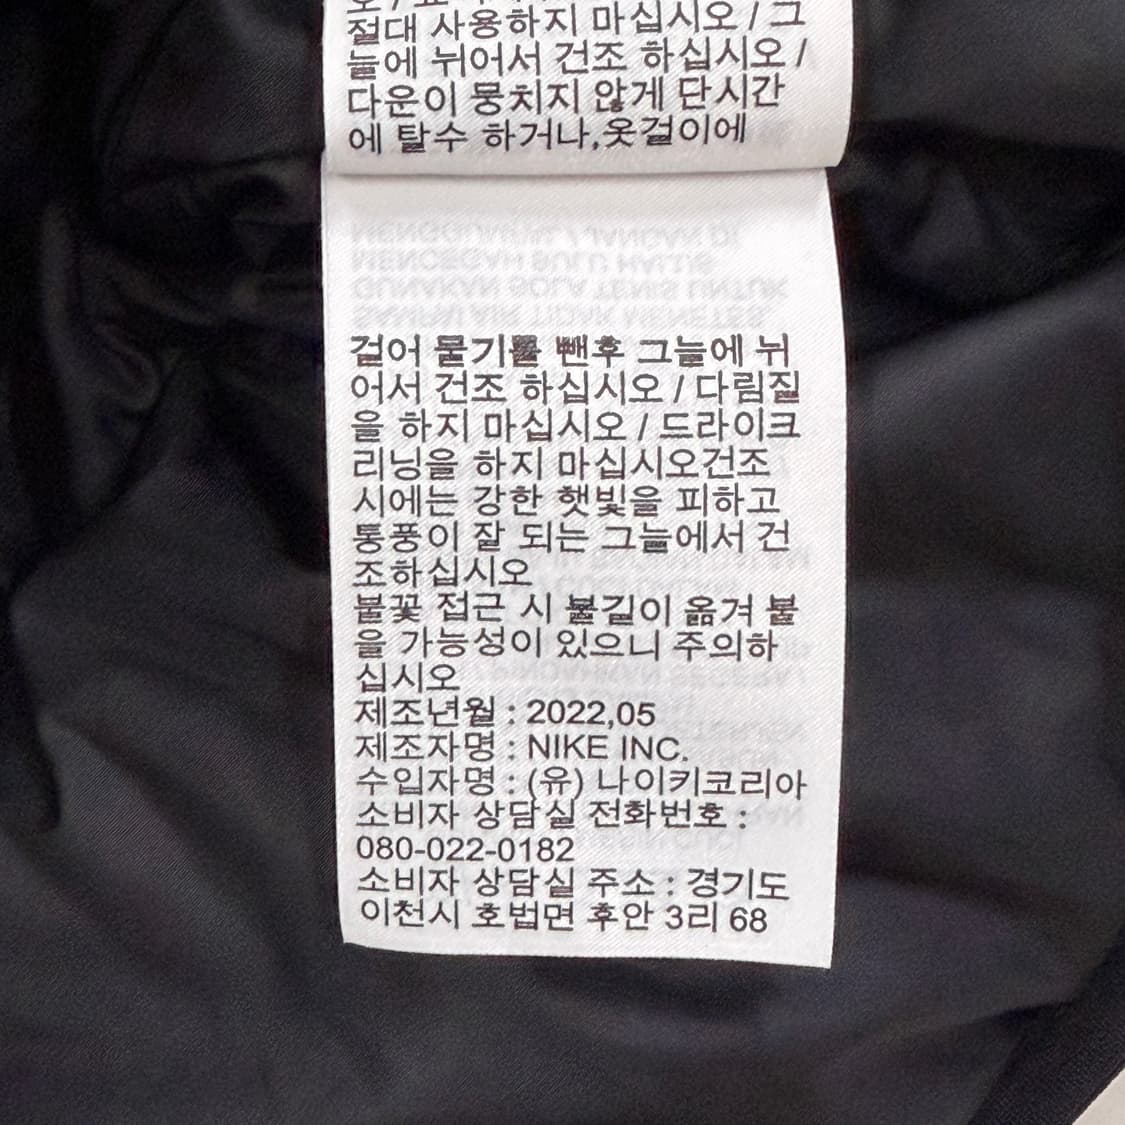 절대 사용하지 마십시오 / 그
늘에 뉘어서 건조 하십시오 /
다운이 뭉치지 않게 단시간
에 탈수 하거나,옷걸이에
걸어 물기를 뺀후 그늘에 뉘
어서 건조 하십시오 / 다림질
을 하지 마십시오 / 드라이크
리닝을 하지 마십시오건조
시에는 강한 햇빛을 피하고
통풍이 잘 되는 그늘에서 건
조하십시오
불꽃 접근 시 불길이 옮겨 붙
을 가능성이 있으니 주의하
십시오
제조년월 : 2022,05
제조자명 : NIKE INC.
수입자명 : (유) 나이키코리아
소비자 상담실 전화번호 :
080-022-0182
소비자 상담실 주소 : 경기도
이천시 호법면 후안 3리 68